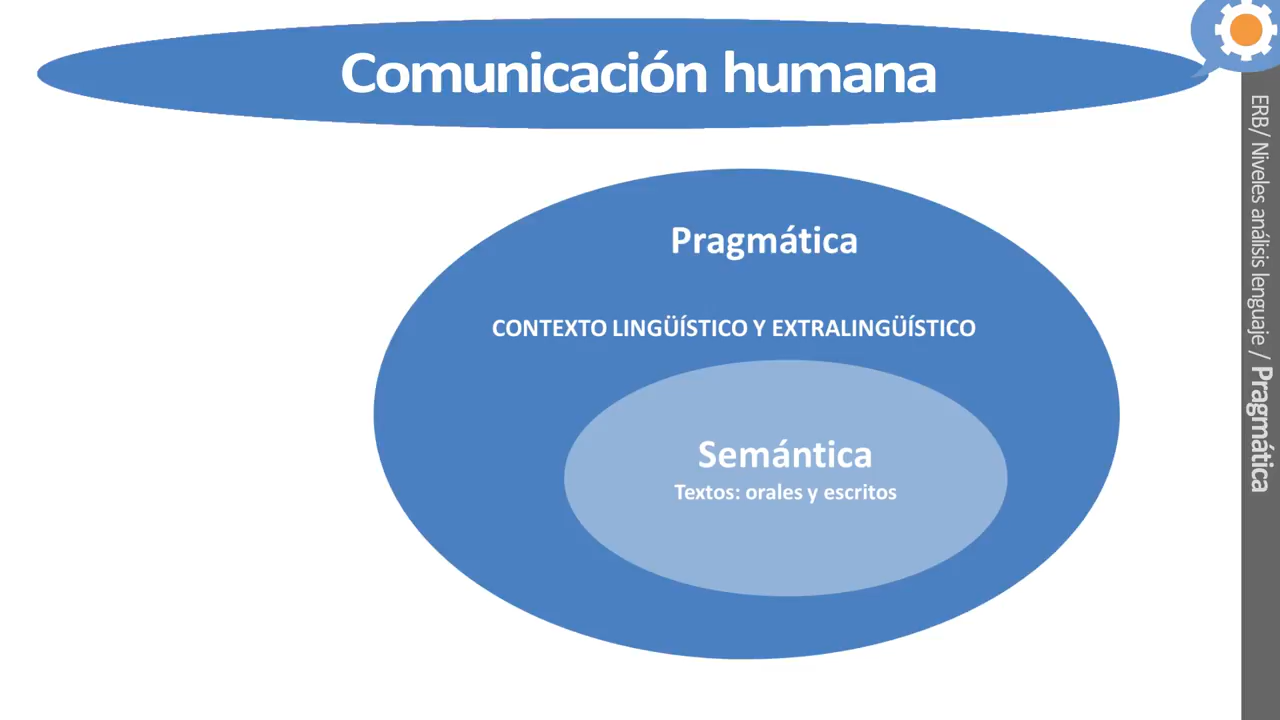 Comunicación humana
Pragmática
CONTEXTO LINGÜÍSTICO Y EXTRALINGÜÍSTICO
Semántica
Textos: orales y escritos
ERB/ Niveles análisis lenguaje / Pragmática